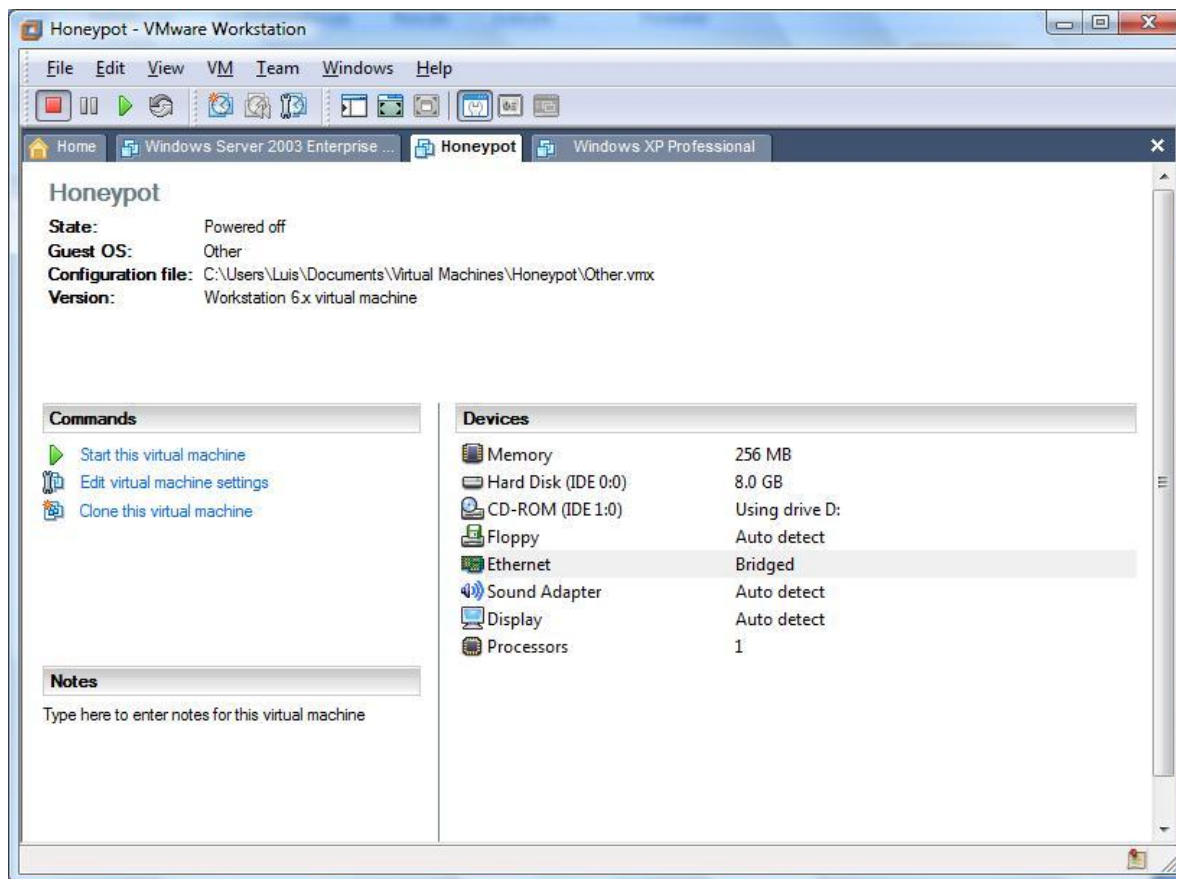 Honeypot - VMware Workstation
File Edit View VM Team Windows Help
Home Windows Server 2003 Enterprise ... Honeypot Windows XP Professional
Honeypot
State: Powered off
Guest OS: Other
Configuration file: C:\Users\Luis\Documents\Virtual Machines\Honeypot\Other.vmx
Version: Workstation 6.x virtual machine
Commands
Start this virtual machine
Edit virtual machine settings
Clone this virtual machine
Notes
Type here to enter notes for this virtual machine
Devices
Memory 256 MB
Hard Disk (IDE 0:0) 8.0 GB
CD-ROM (IDE 1:0) Using drive D:
Floppy Auto detect
Ethernet Bridged
Sound Adapter Auto detect
Display Auto detect
Processors 1